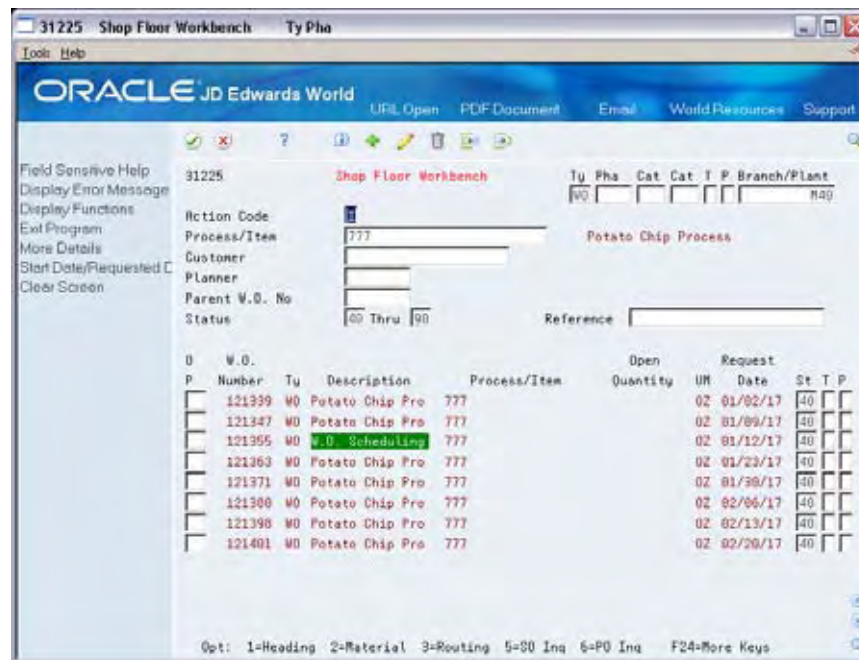 31225 Shop Floor Workbench Ty Pha
Tools Help
ORACLE JD Edwards World
URL Open PDF Document Email World Resources Support
Field Sensitive Help
Display Error Message
Display Functions
Exit Program
More Details
Start Date/Requested D
Clear Screen
31225 Shop Floor Workbench Ty Pha Cat Cat T P Branch/Plant
WO M40
Action Code I
Process/Item 777 Potato Chip Process
Customer
Planner
Parent W.O. No
Status 40 Thru 90 Reference
O W.O. Open Request
P Number Ty Description Process/Item Quantity UM Date St T P
121339 WO Potato Chip Pro 777 OZ 01/02/17 40
121347 WO Potato Chip Pro 777 OZ 01/09/17 40
121355 WO W.O. Scheduling 777 OZ 01/12/17 40
121363 WO Potato Chip Pro 777 OZ 01/23/17 40
121371 WO Potato Chip Pro 777 OZ 01/30/17 40
121380 WO Potato Chip Pro 777 OZ 02/06/17 40
121398 WO Potato Chip Pro 777 OZ 02/13/17 40
121401 WO Potato Chip Pro 777 OZ 02/20/17 40
Opt: 1=Heading 2=Material 3=Routing 5=SO Inq 6=PO Inq F24=More Keys